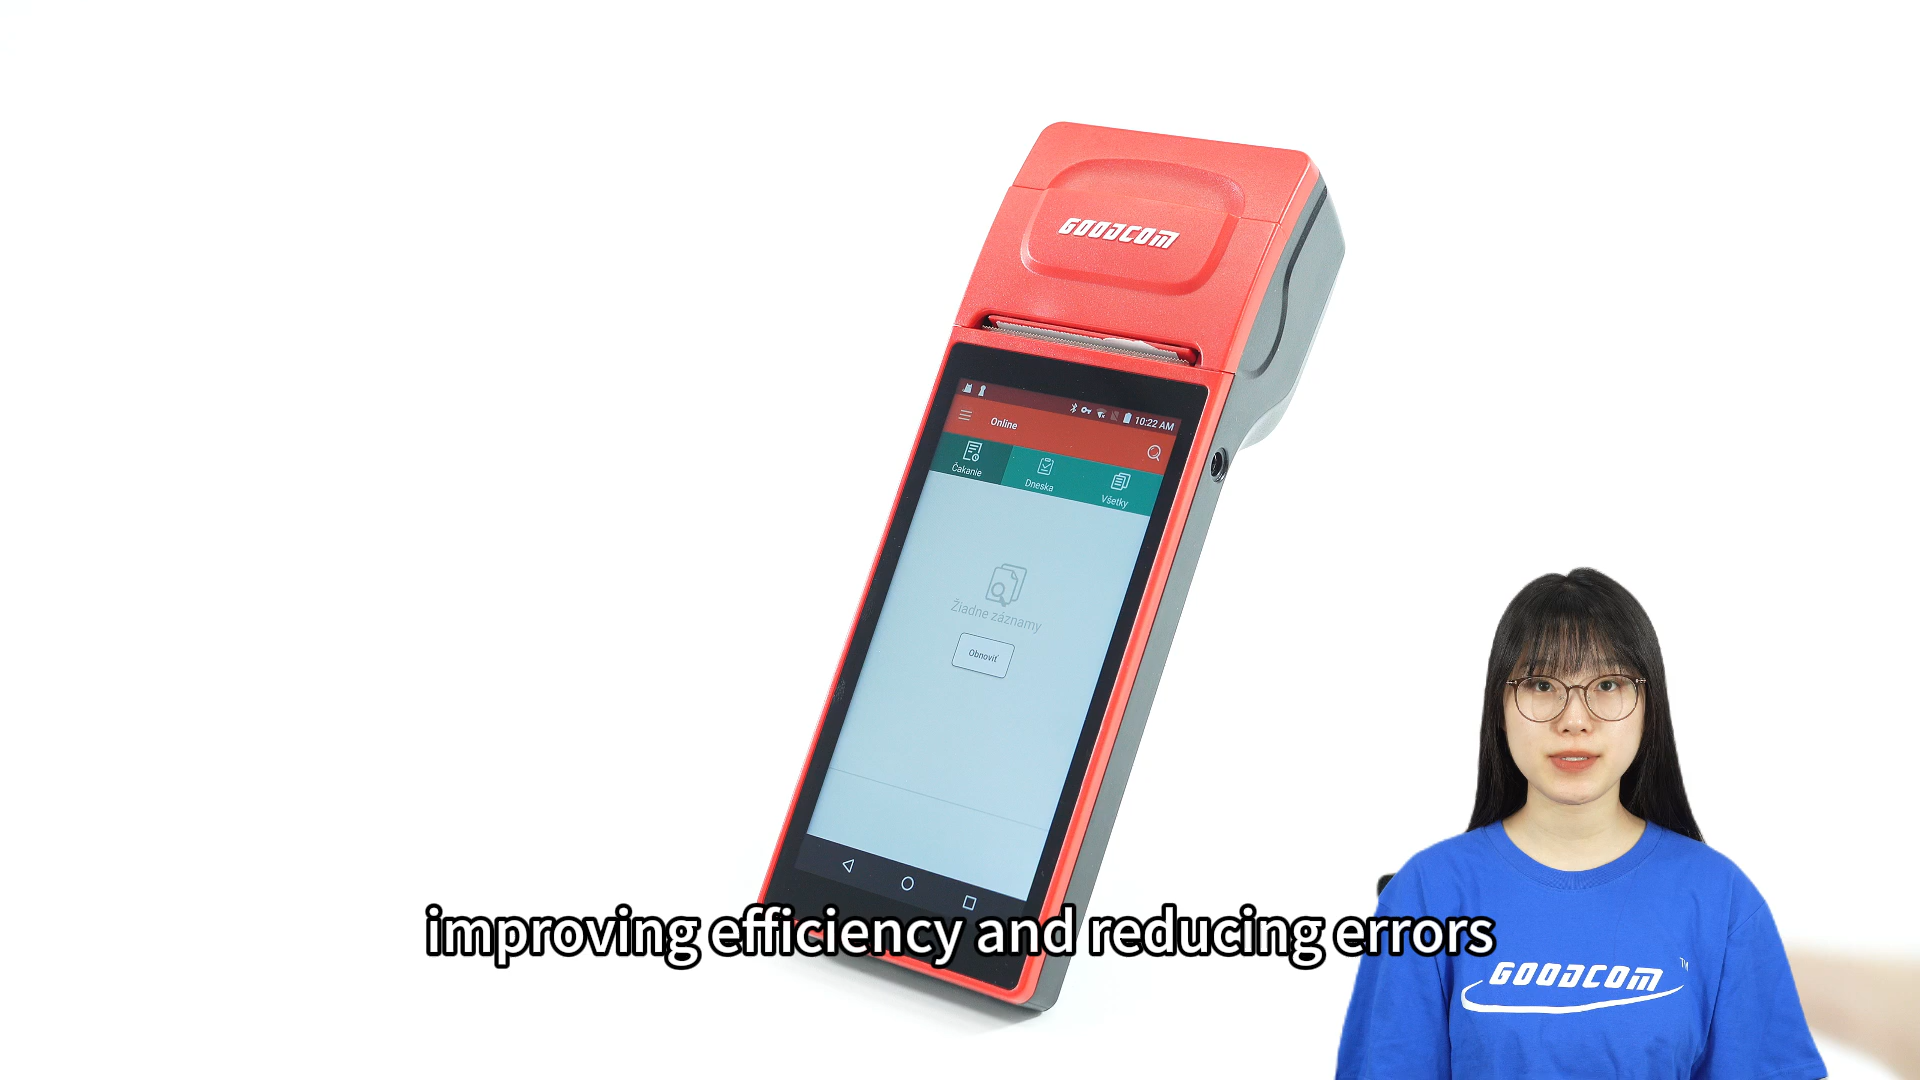 GOODCOM
10:22 AM
Online
Čakanie
Dneska
Všetky
Žiadne záznamy
Obnoviť
improving efficiency and reducing errors
GOODCOM TM